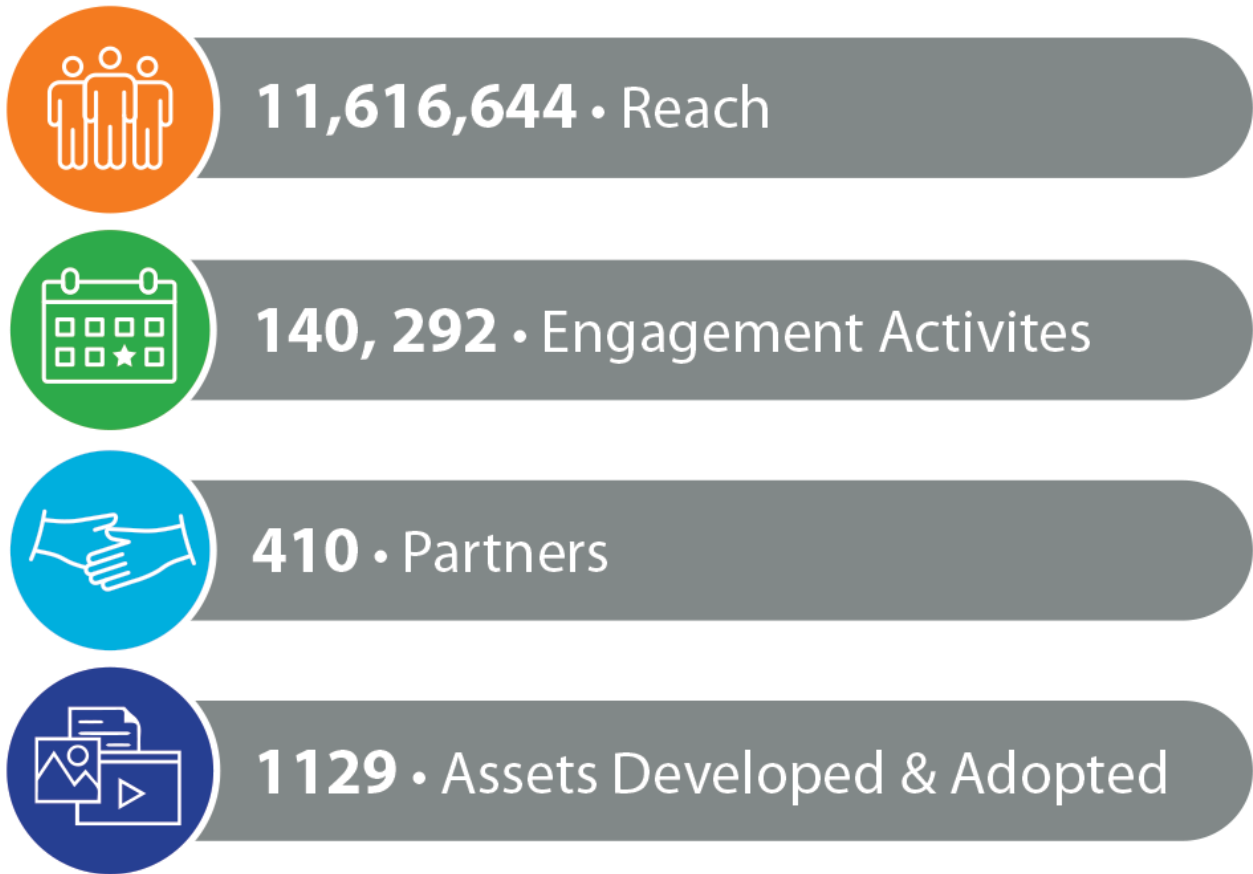 11,616,644 • Reach
140, 292 • Engagement Activites
410 • Partners
1129 • Assets Developed & Adopted